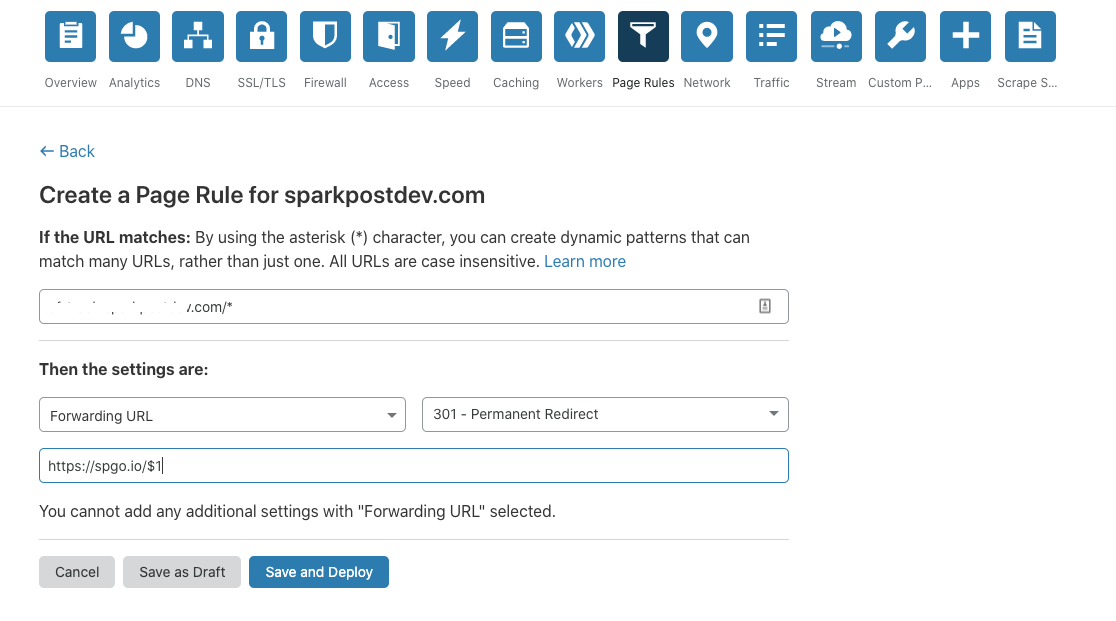 Overview Analytics DNS SSL/TLS Firewall Access Speed Caching Workers Page Rules Network Traffic Stream Custom P... Apps Scrape S...
← Back
Create a Page Rule for sparkpostdev.com
If the URL matches: By using the asterisk (*) character, you can create dynamic patterns that can
match many URLs, rather than just one. All URLs are case insensitive. Learn more
.com/*
Then the settings are:
Forwarding URL 301 - Permanent Redirect
https://spgo.io/$1
You cannot add any additional settings with "Forwarding URL" selected.
Cancel Save as Draft Save and Deploy